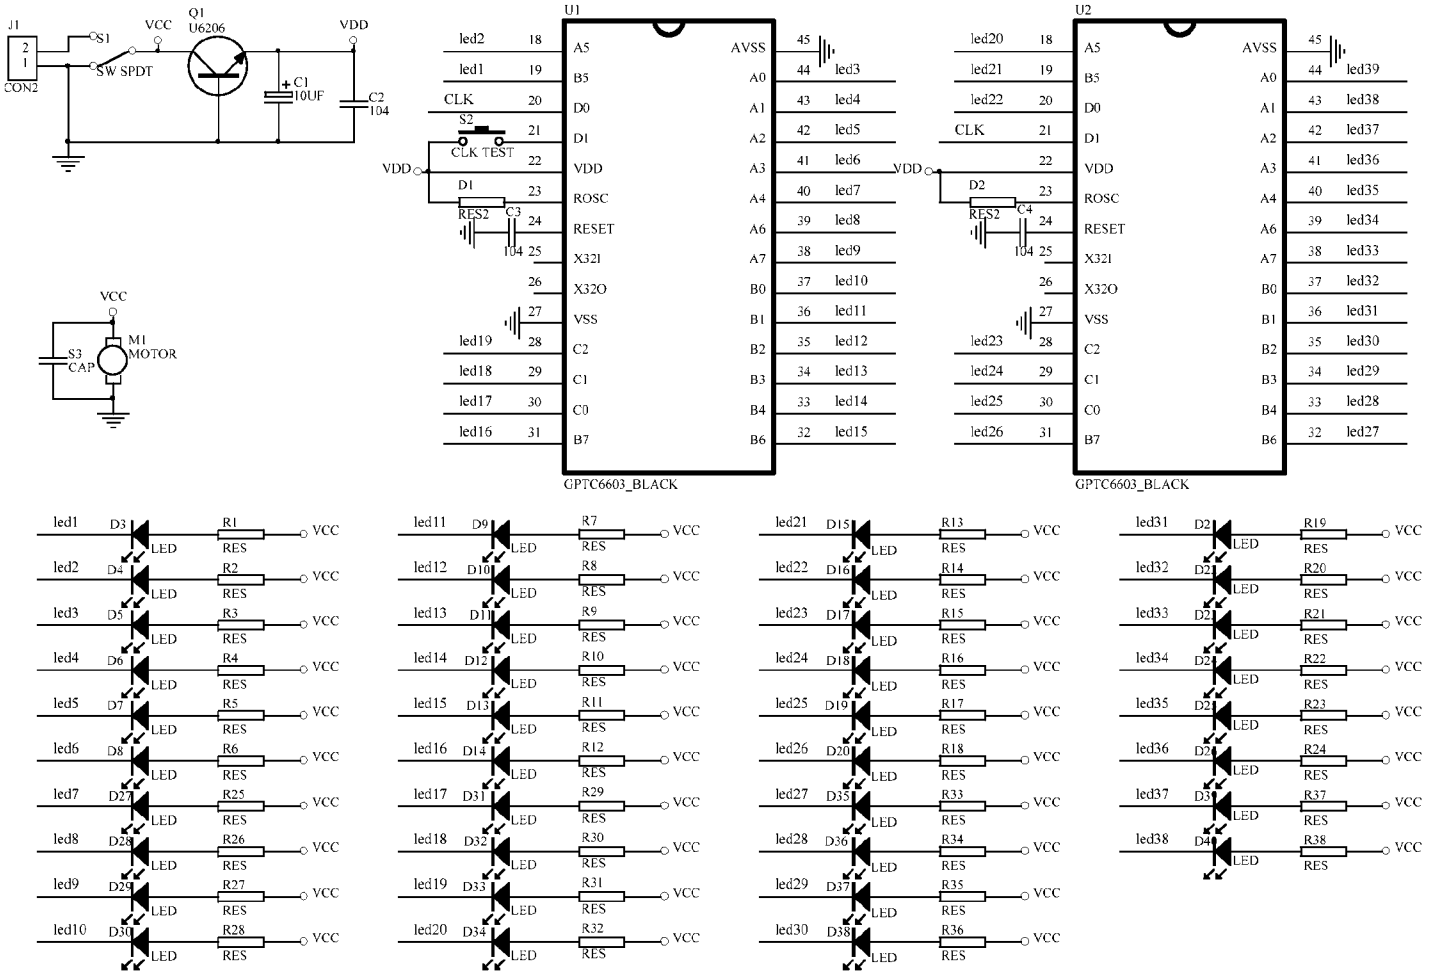 J1
2
1
CON2
S1
SW SPDT
VCC
Q1
U6206
C1
10UF
VDD
C2
104
VCC
M1
MOTOR
S3
CAP
U1
led2 18 A5
led1 19 B5
CLK 20 D0
S2
CLK TEST
21 D1
VDD
22 VDD
D1
RES2
23 ROSC
C3
104
24 RESET
25 X32I
26 X32O
27 VSS
led19 28 C2
led18 29 C1
led17 30 C0
led16 31 B7
AVSS 45
A0 44 led3
A1 43 led4
A2 42 led5
A3 41 led6
A4 40 led7
A6 39 led8
A7 38 led9
B0 37 led10
B1 36 led11
B2 35 led12
B3 34 led13
B4 33 led14
B6 32 led15
GPTC6603_BLACK
U2
led20 18 A5
led21 19 B5
led22 20 D0
CLK 21 D1
VDD
22 VDD
D2
RES2
23 ROSC
C4
104
24 RESET
25 X32I
26 X32O
27 VSS
led23 28 C2
led24 29 C1
led25 30 C0
led26 31 B7
AVSS 45
A0 44 led39
A1 43 led38
A2 42 led37
A3 41 led36
A4 40 led35
A6 39 led34
A7 38 led33
B0 37 led32
B1 36 led31
B2 35 led30
B3 34 led29
B4 33 led28
B6 32 led27
GPTC6603_BLACK
led1 D3 LED R1 RES VCC
led2 D4 LED R2 RES VCC
led3 D5 LED R3 RES VCC
led4 D6 LED R4 RES VCC
led5 D7 LED R5 RES VCC
led6 D8 LED R6 RES VCC
led7 D27 LED R25 RES VCC
led8 D28 LED R26 RES VCC
led9 D29 LED R27 RES VCC
led10 D30 LED R28 RES VCC
led11 D9 LED R7 RES VCC
led12 D10 LED R8 RES VCC
led13 D11 LED R9 RES VCC
led14 D12 LED R10 RES VCC
led15 D13 LED R11 RES VCC
led16 D14 LED R12 RES VCC
led17 D31 LED R29 RES VCC
led18 D32 LED R30 RES VCC
led19 D33 LED R31 RES VCC
led20 D34 LED R32 RES VCC
led21 D15 LED R13 RES VCC
led22 D16 LED R14 RES VCC
led23 D17 LED R15 RES VCC
led24 D18 LED R16 RES VCC
led25 D19 LED R17 RES VCC
led26 D20 LED R18 RES VCC
led27 D35 LED R33 RES VCC
led28 D36 LED R34 RES VCC
led29 D37 LED R35 RES VCC
led30 D38 LED R36 RES VCC
led31 LED R19 RES VCC
led32 LED R20 RES VCC
led33 LED R21 RES VCC
led34 LED R22 RES VCC
led35 LED R23 RES VCC
led36 LED R24 RES VCC
led37 LED R37 RES VCC
led38 LED R38 RES VCC